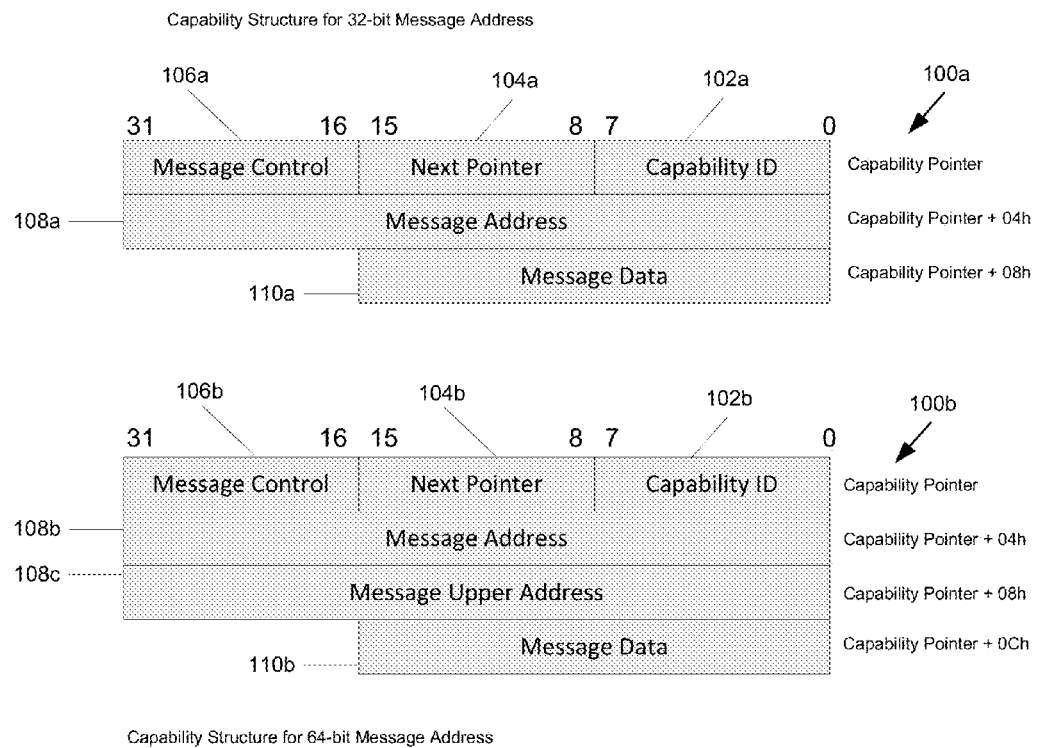 Capability Structure for 32-bit Message Address
106a 104a 102a 100a
31 16 15 8 7 0
Message Control Next Pointer Capability ID Capability Pointer
108a Message Address Capability Pointer + 04h
Message Data Capability Pointer + 08h
110a
106b 104b 102b 100b
31 16 15 8 7 0
Message Control Next Pointer Capability ID Capability Pointer
108b Message Address Capability Pointer + 04h
108c Message Upper Address Capability Pointer + 08h
Message Data Capability Pointer + 0Ch
110b
Capability Structure for 64-bit Message Address